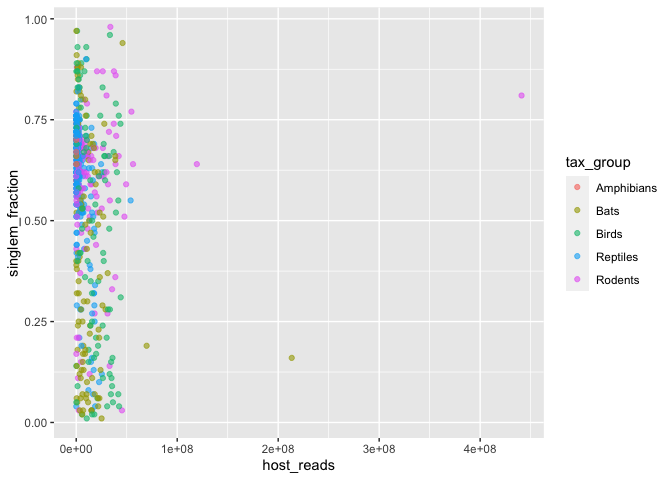 1.00
0.75
0.50
0.25
0.00
singlem_fraction
0e+00 1e+08 2e+08 3e+08 4e+08
host_reads
tax_group
Amphibians
Bats
Birds
Reptiles
Rodents